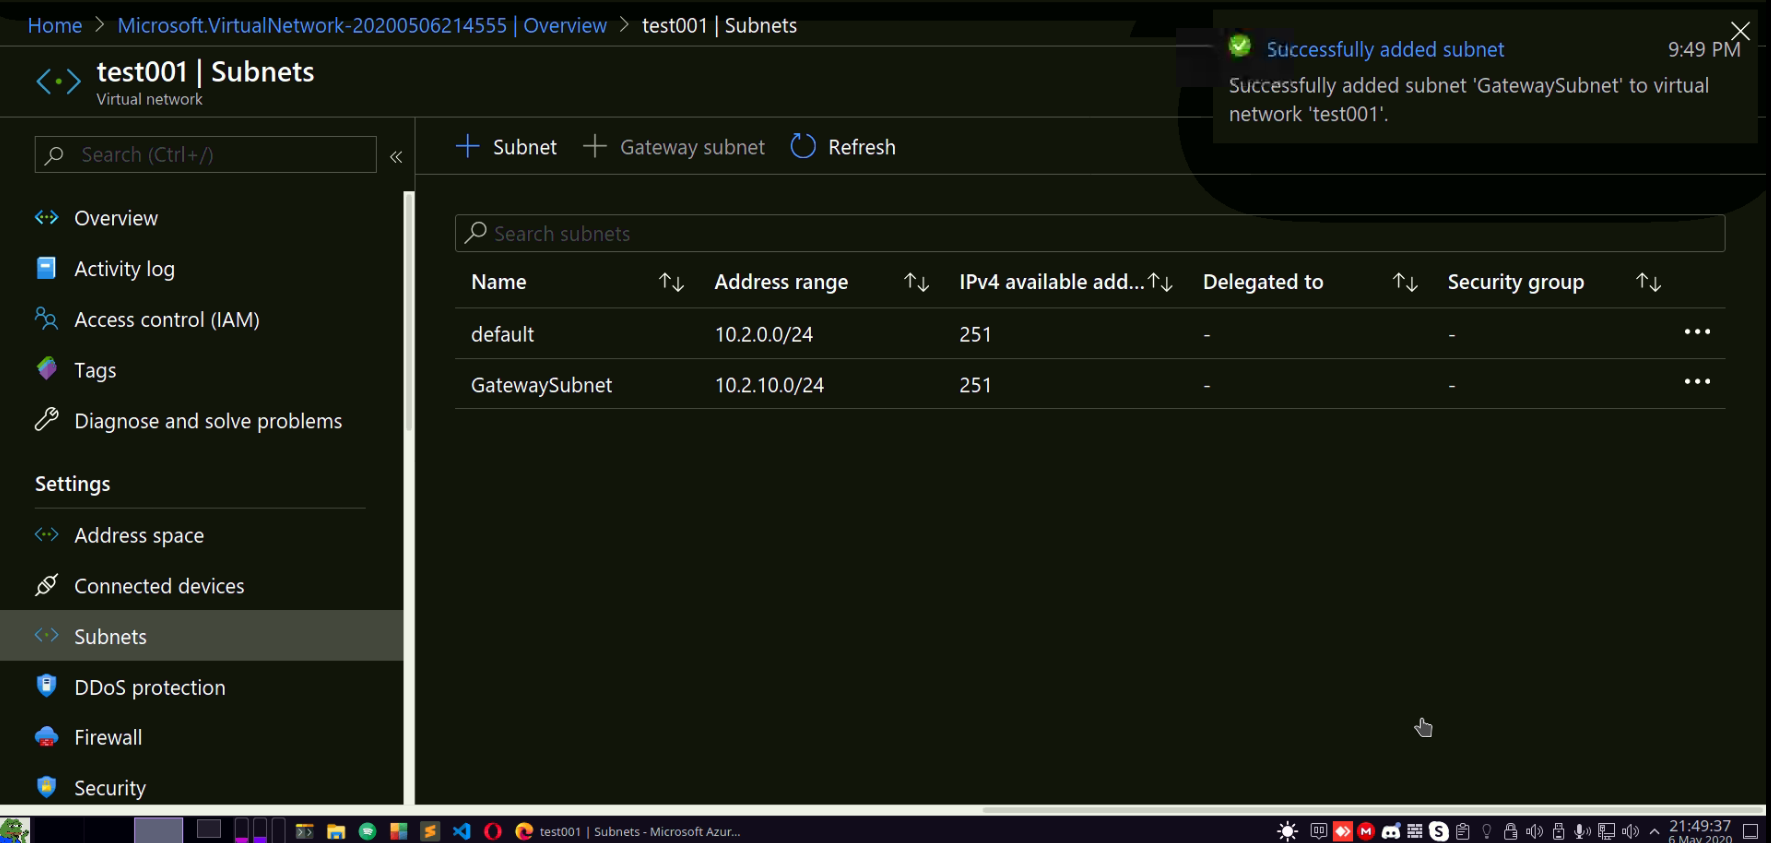 Home > Microsoft.VirtualNetwork-20200506214555 | Overview > test001 | Subnets
test001 | Subnets
Virtual network
Successfully added subnet 9:49 PM
Successfully added subnet 'GatewaySubnet' to virtual
network 'test001'.
Search (Ctrl+/) «
Overview
Activity log
Access control (IAM)
Tags
Diagnose and solve problems
Settings
Address space
Connected devices
Subnets
DDoS protection
Firewall
Security
+ Subnet + Gateway subnet Refresh
Search subnets
Name ↑↓ Address range ↑↓ IPv4 available add...↑↓ Delegated to ↑↓ Security group ↑↓
default 10.2.0.0/24 251 - - •••
GatewaySubnet 10.2.10.0/24 251 - - •••
test001 | Subnets - Microsoft Azur...
21:49:37
6 May 2020